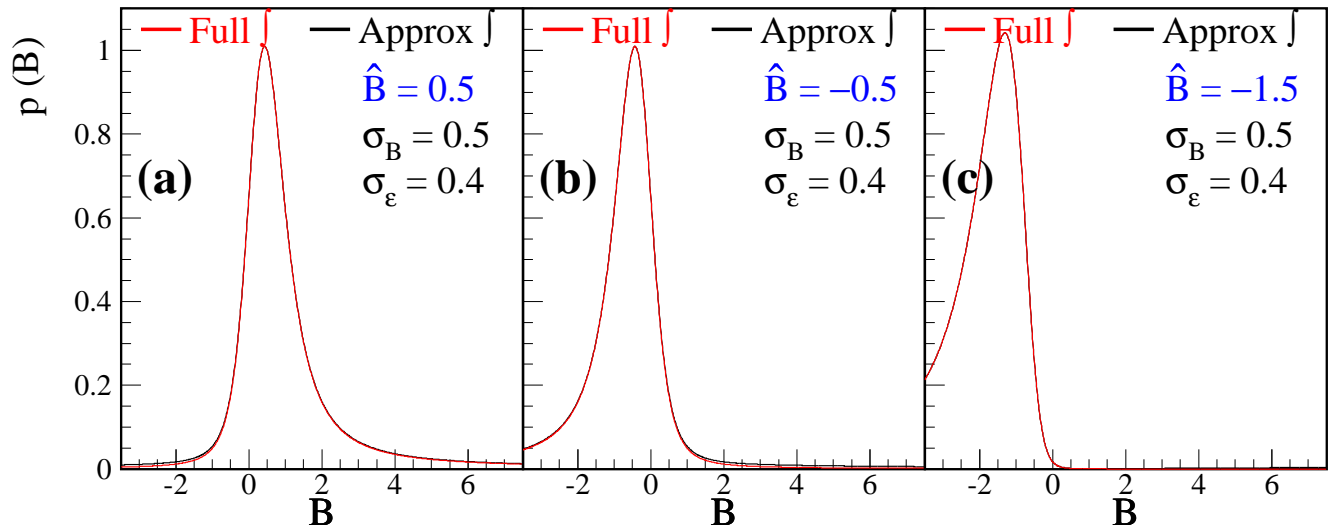 Full ∫ Approx ∫
B̂ = 0.5
σ_B = 0.5
σ_ε = 0.4
(a)
Full ∫ Approx ∫
B̂ = −0.5
σ_B = 0.5
σ_ε = 0.4
(b)
Full ∫ Approx ∫
B̂ = −1.5
σ_B = 0.5
σ_ε = 0.4
(c)
p (B)
1
0.8
0.6
0.4
0.2
0
-2 0 2 4 6
B
-2 0 2 4 6
B
-2 0 2 4 6
B